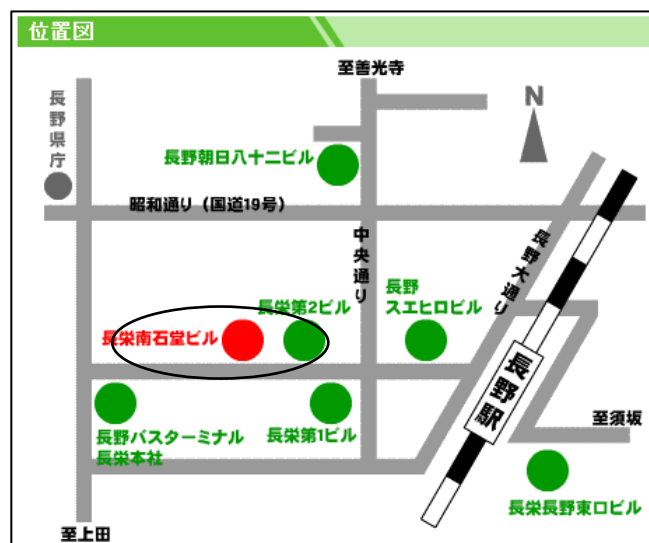 位置図
至善光寺
N
長野県庁
長野朝日八十二ビル
昭和通り（国道19号）
中央通り
長野大通り
長野
スエヒロビル
長栄第2ビル
長栄南石堂ビル
長野駅
長野バスターミナル
長栄本社
長栄第1ビル
至須坂
長栄長野東口ビル
至上田